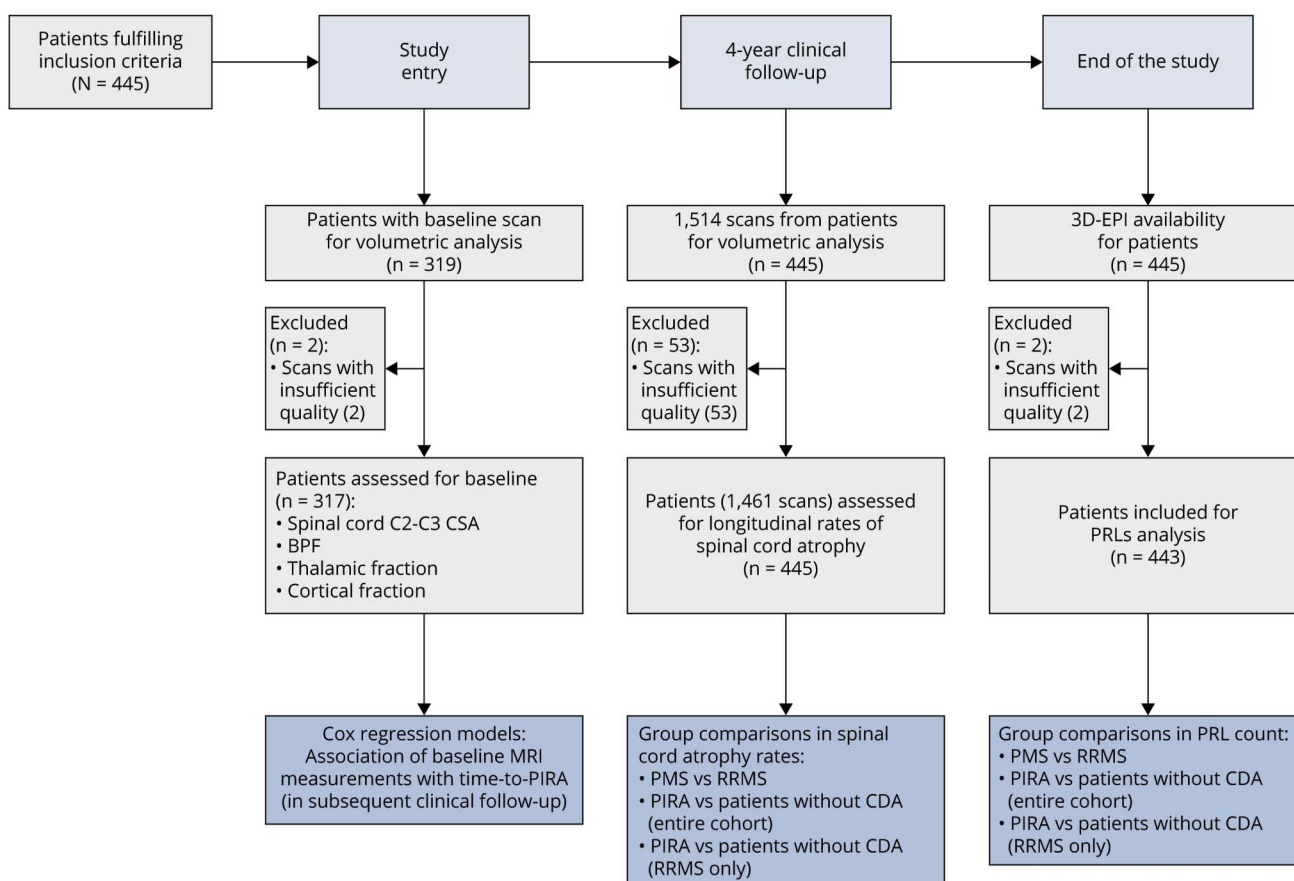 Patients fulfilling
inclusion criteria
(N = 445)
Study
entry
4-year clinical
follow-up
End of the study
Patients with baseline scan
for volumetric analysis
(n = 319)
1,514 scans from patients
for volumetric analysis
(n = 445)
3D-EPI availability
for patients
(n = 445)
Excluded
(n = 2):
• Scans with
insufficient
quality (2)
Excluded
(n = 53):
• Scans with
insufficient
quality (53)
Excluded
(n = 2):
• Scans with
insufficient
quality (2)
Patients assessed for baseline
(n = 317):
• Spinal cord C2-C3 CSA
• BPF
• Thalamic fraction
• Cortical fraction
Patients (1,461 scans) assessed
for longitudinal rates of
spinal cord atrophy
(n = 445)
Patients included for
PRLs analysis
(n = 443)
Cox regression models:
Association of baseline MRI
measurements with time-to-PIRA
(in subsequent clinical follow-up)
Group comparisons in spinal
cord atrophy rates:
• PMS vs RRMS
• PIRA vs patients without CDA
(entire cohort)
• PIRA vs patients without CDA
(RRMS only)
Group comparisons in PRL count:
• PMS vs RRMS
• PIRA vs patients without CDA
(entire cohort)
• PIRA vs patients without CDA
(RRMS only)